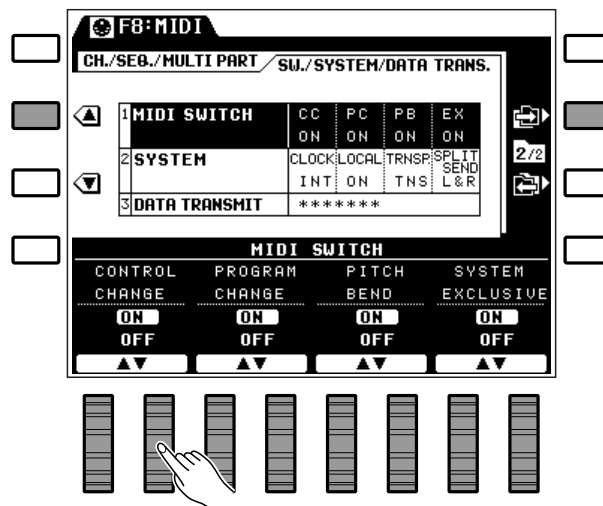 F8:MIDI
CH./SEQ./MULTI PART SW./SYSTEM/DATA TRANS.
1 MIDI SWITCH CC PC PB EX
ON ON ON ON
2 SYSTEM CLOCK LOCAL TRNSP SPLIT SEND
INT ON TNS L&R
3 DATA TRANSMIT *******
2/2
MIDI SWITCH
CONTROL PROGRAM PITCH SYSTEM
CHANGE CHANGE BEND EXCLUSIVE
ON ON ON ON
OFF OFF OFF OFF
▲▼ ▲▼ ▲▼ ▲▼